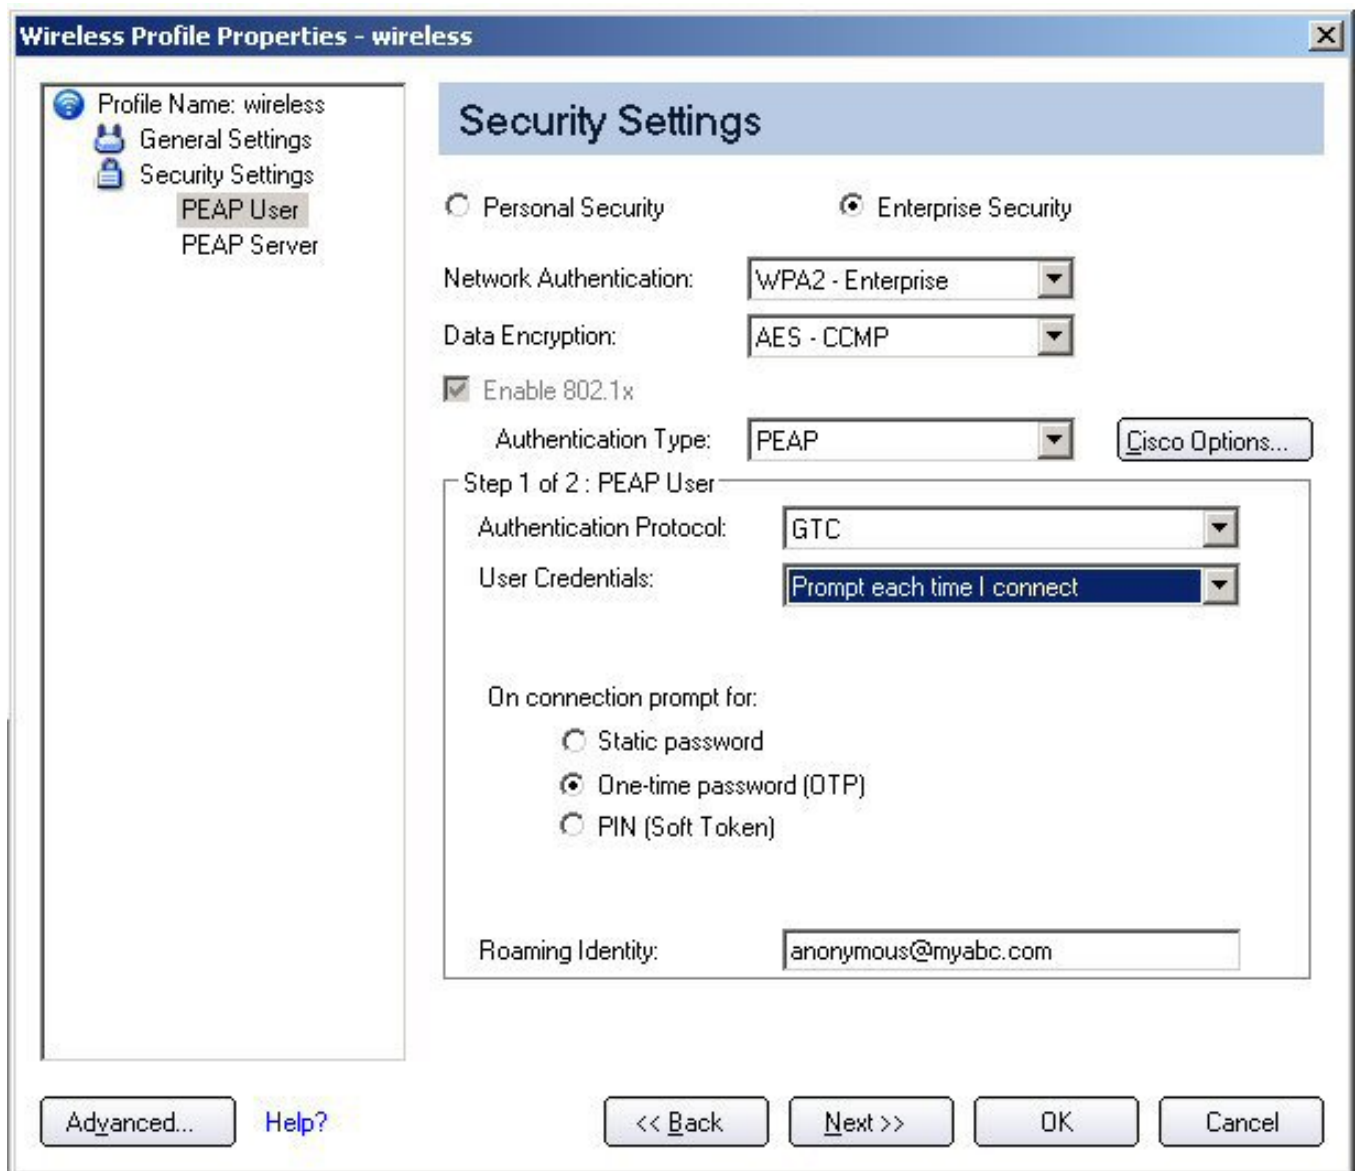 Wireless Profile Properties - wireless
Profile Name: wireless
General Settings
Security Settings
PEAP User
PEAP Server
Security Settings
Personal Security
Enterprise Security
Network Authentication:
WPA2 - Enterprise
Data Encryption:
AES - CCMP
Enable 802.1x
Authentication Type:
PEAP
Cisco Options...
Step 1 of 2 : PEAP User
Authentication Protocol:
GTC
User Credentials:
Prompt each time I connect
On connection prompt for:
Static password
One-time password (OTP)
PIN (Soft Token)
Roaming Identity:
anonymous@myabc.com
Advanced...
Help?
<< Back
Next >>
OK
Cancel